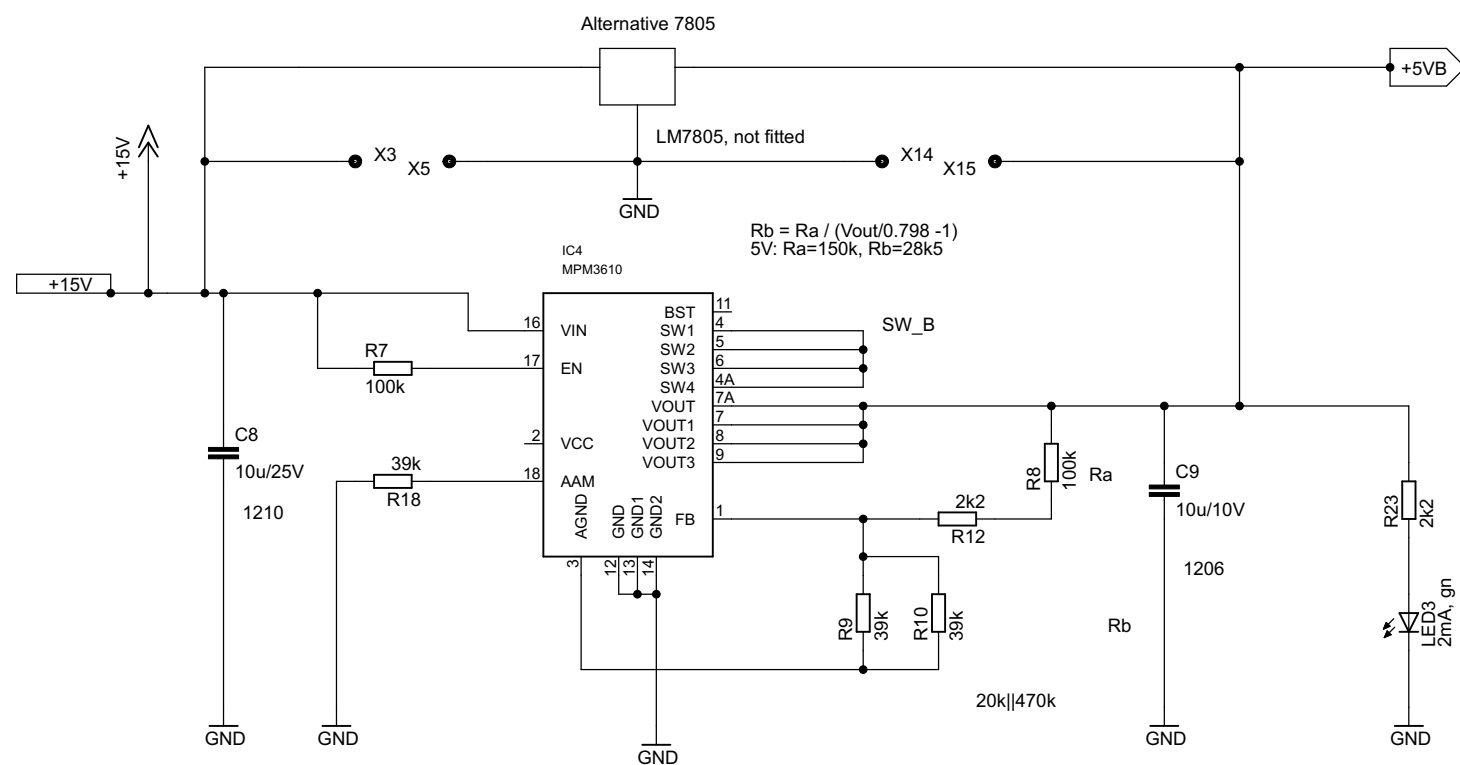 Alternative 7805
+5VB
+15V
X3
X5
LM7805, not fitted
X14
X15
GND
Rb = Ra / (Vout/0.798 -1)
5V: Ra=150k, Rb=28k5
IC4
MPM3610
+15V
16
VIN
17
EN
2
VCC
18
AAM
BST
11
SW1
4
SW2
5
SW3
6
SW4
4A
VOUT
7A
VOUT1
7
VOUT2
8
VOUT3
9
FB
1
AGND
GND
GND1
GND2
3
12
13
14
SW_B
R7
100k
C8
10u/25V
1210
39k
R18
R8
100k
Ra
2k2
R12
C9
10u/10V
1206
R23
2k2
R9
39k
R10
39k
Rb
LED3
2mA, gn
20k||470k
GND
GND
GND
GND
GND